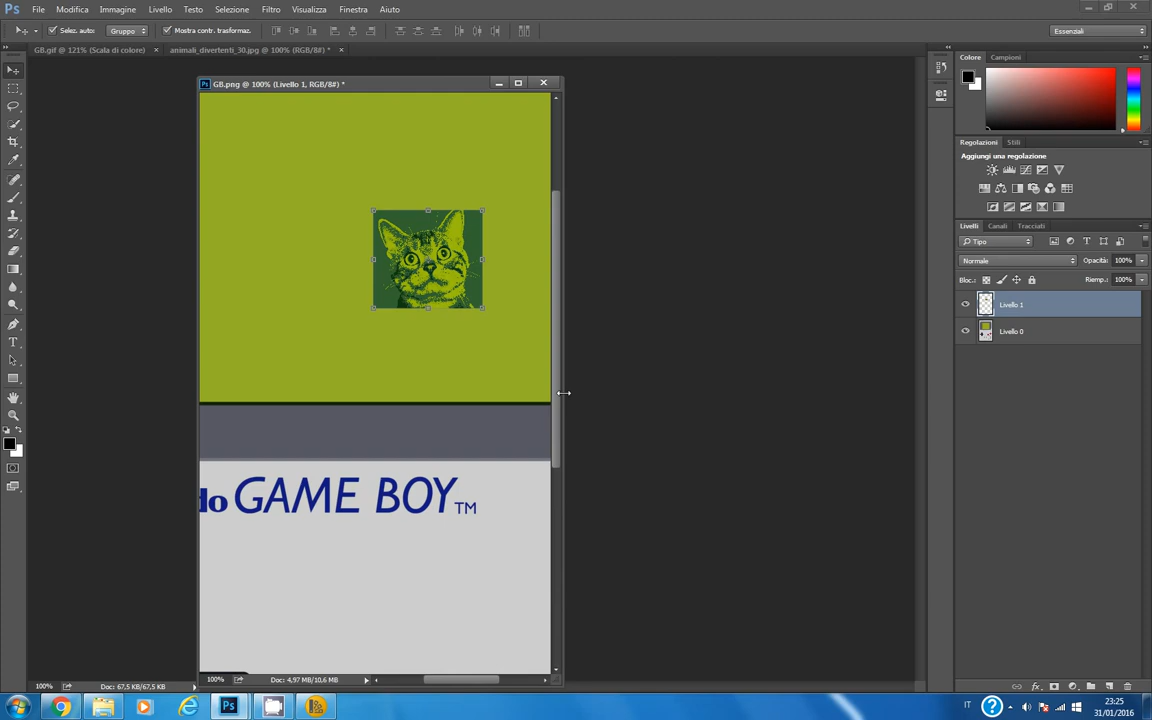 Ps File Modifica Immagine Livello Testo Selezione Filtro Visualizza Finestra Aiuto
Selez. auto: Gruppo Mostra contr. trasformaz. Essenziali
GB.gif @ 121% (Scala di colore) × animali_divertenti_30.jpg @ 100% (RGB/8#) * ×
Colore Campioni
Ps GB.png @ 100% (Livello 1, RGB/8#) *
Regolazioni Stili
Aggiungi una regolazione
Livelli Canali Tracciati
Tipo
Normale Opacità: 100%
Bloc.: Riemp.: 100%
Livello 1
Livello 0
do GAME BOY TM
100% Doc: 4,97 MB/10,6 MB
100% Doc: 67,5 KB/67,5 KB
IT 23:25
31/01/2016